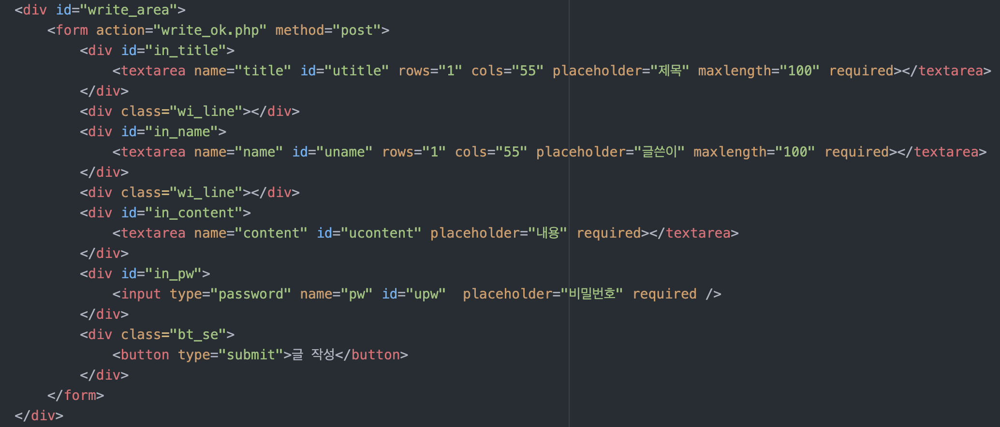 <div id="write_area">
    <form action="write_ok.php" method="post">
        <div id="in_title">
            <textarea name="title" id="utitle" rows="1" cols="55" placeholder="제목" maxlength="100" required></textarea>
        </div>
        <div class="wi_line"></div>
        <div id="in_name">
            <textarea name="name" id="uname" rows="1" cols="55" placeholder="글쓴이" maxlength="100" required></textarea>
        </div>
        <div class="wi_line"></div>
        <div id="in_content">
            <textarea name="content" id="ucontent" placeholder="내용" required></textarea>
        </div>
        <div id="in_pw">
            <input type="password" name="pw" id="upw"  placeholder="비밀번호" required />
        </div>
        <div class="bt_se">
            <button type="submit">글 작성</button>
        </div>
    </form>
</div>